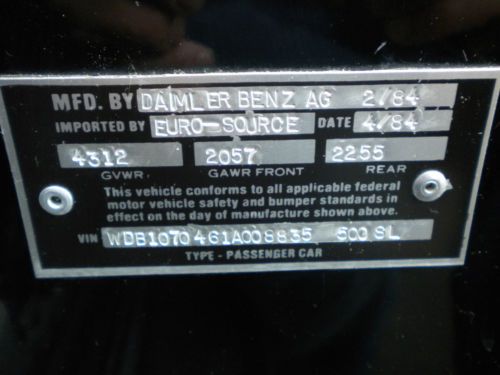 MFD. BY DAIMLER BENZ AG 2/84
IMPORTED BY EURO-SOURCE DATE 4/84
4312 2057 2255
GVWR. GAWR FRONT REAR
This vehicle conforms to all applicable federal
motor vehicle safety and bumper standards in
effect on the day of manufacture shown above.
VIN WDB1070461A008835 500 SL
TYPE - PASSENGER CAR